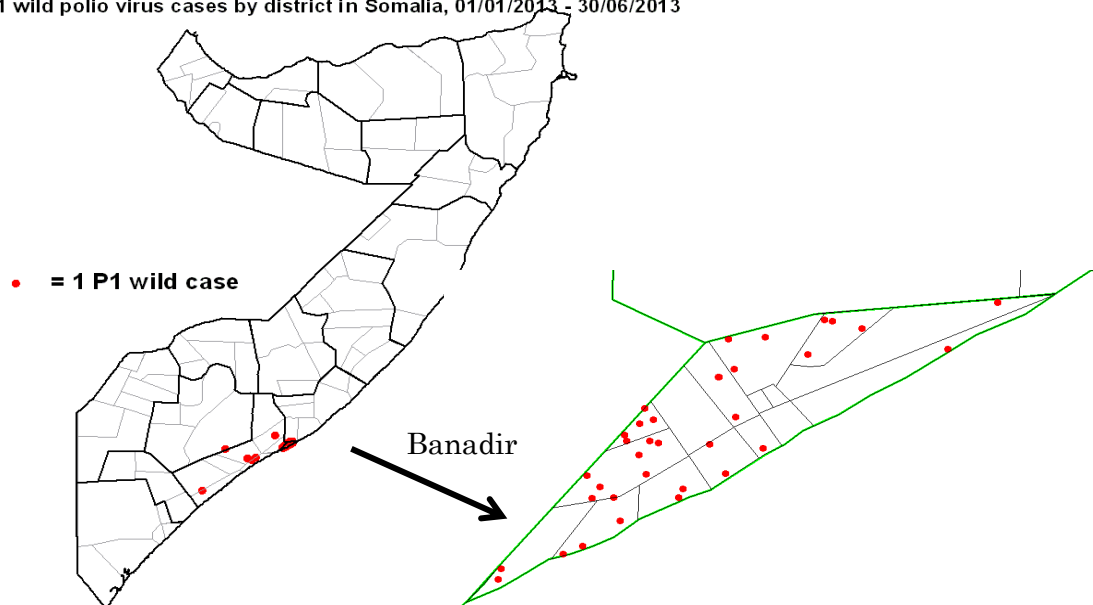 1 wild polio virus cases by district in Somalia, 01/01/2013 - 30/06/2013
= 1 P1 wild case
Banadir